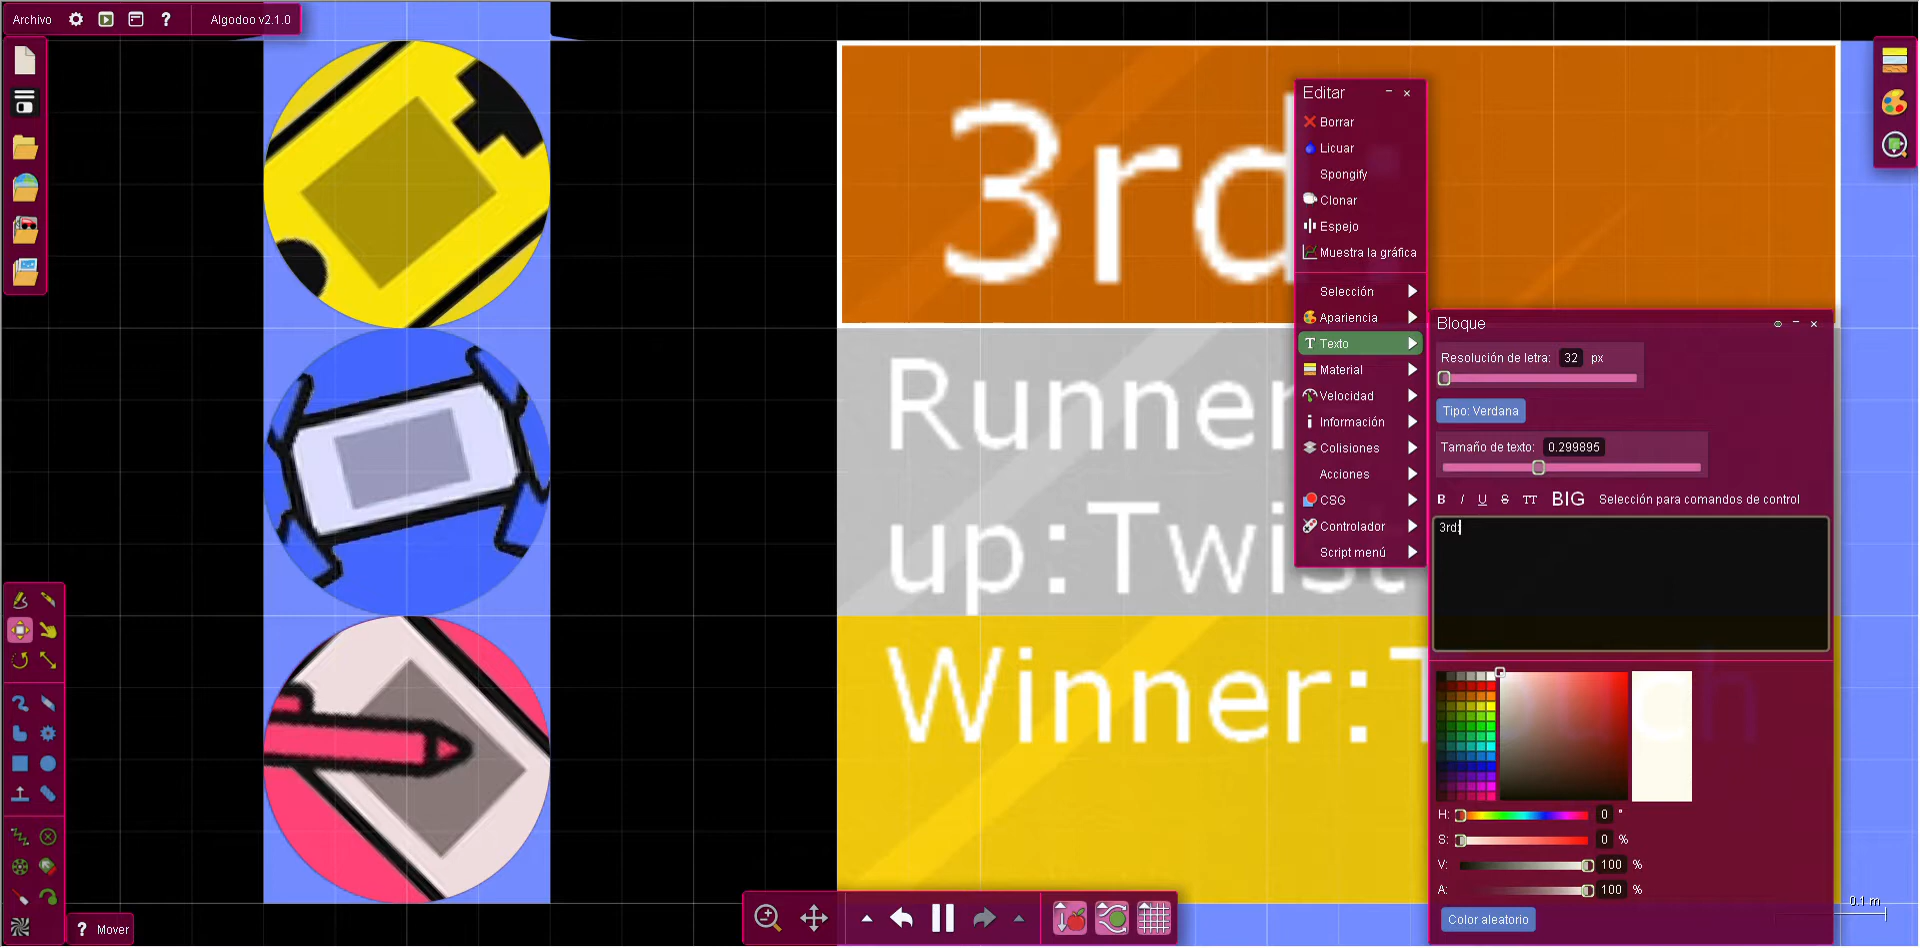 Archivo
?
Algodoo v2.1.0
3rd:
Runner
up:Twist
Winner:Touch
Editar
Borrar
Licuar
Spongify
Clonar
Espejo
Muestra la gráfica
Selección
Apariencia
Texto
Material
Velocidad
Información
Colisiones
Acciones
CSG
Controlador
Script menú
Bloque
Resolución de letra: 32 px
Tipo: Verdana
Tamaño de texto: 0.299895
B I U S TT BIG Selección para comandos de control
3rd:
H: 0 °
S: 0 %
V: 100 %
A: 100 %
Color aleatorio
0.1 m
? Mover